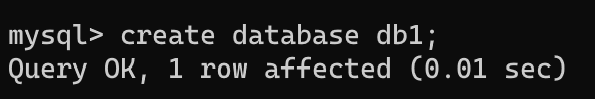 mysql> create database db1;
Query OK, 1 row affected (0.01 sec)